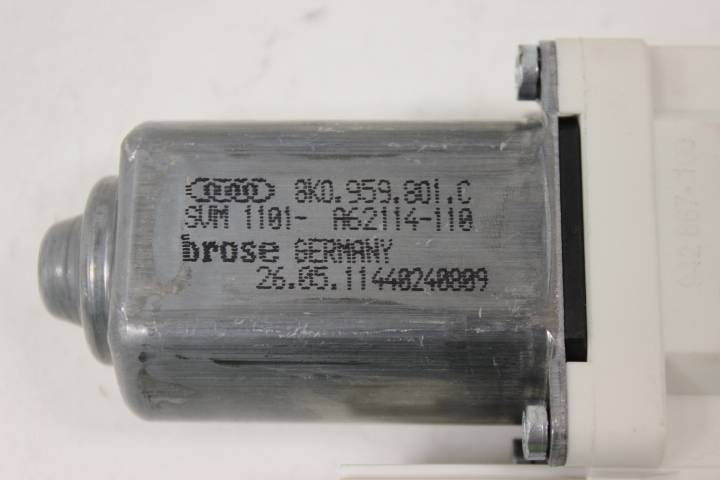 8K0.959.801.C
SVM 1101- A62114-110
brose GERMANY
26.05.11440240809